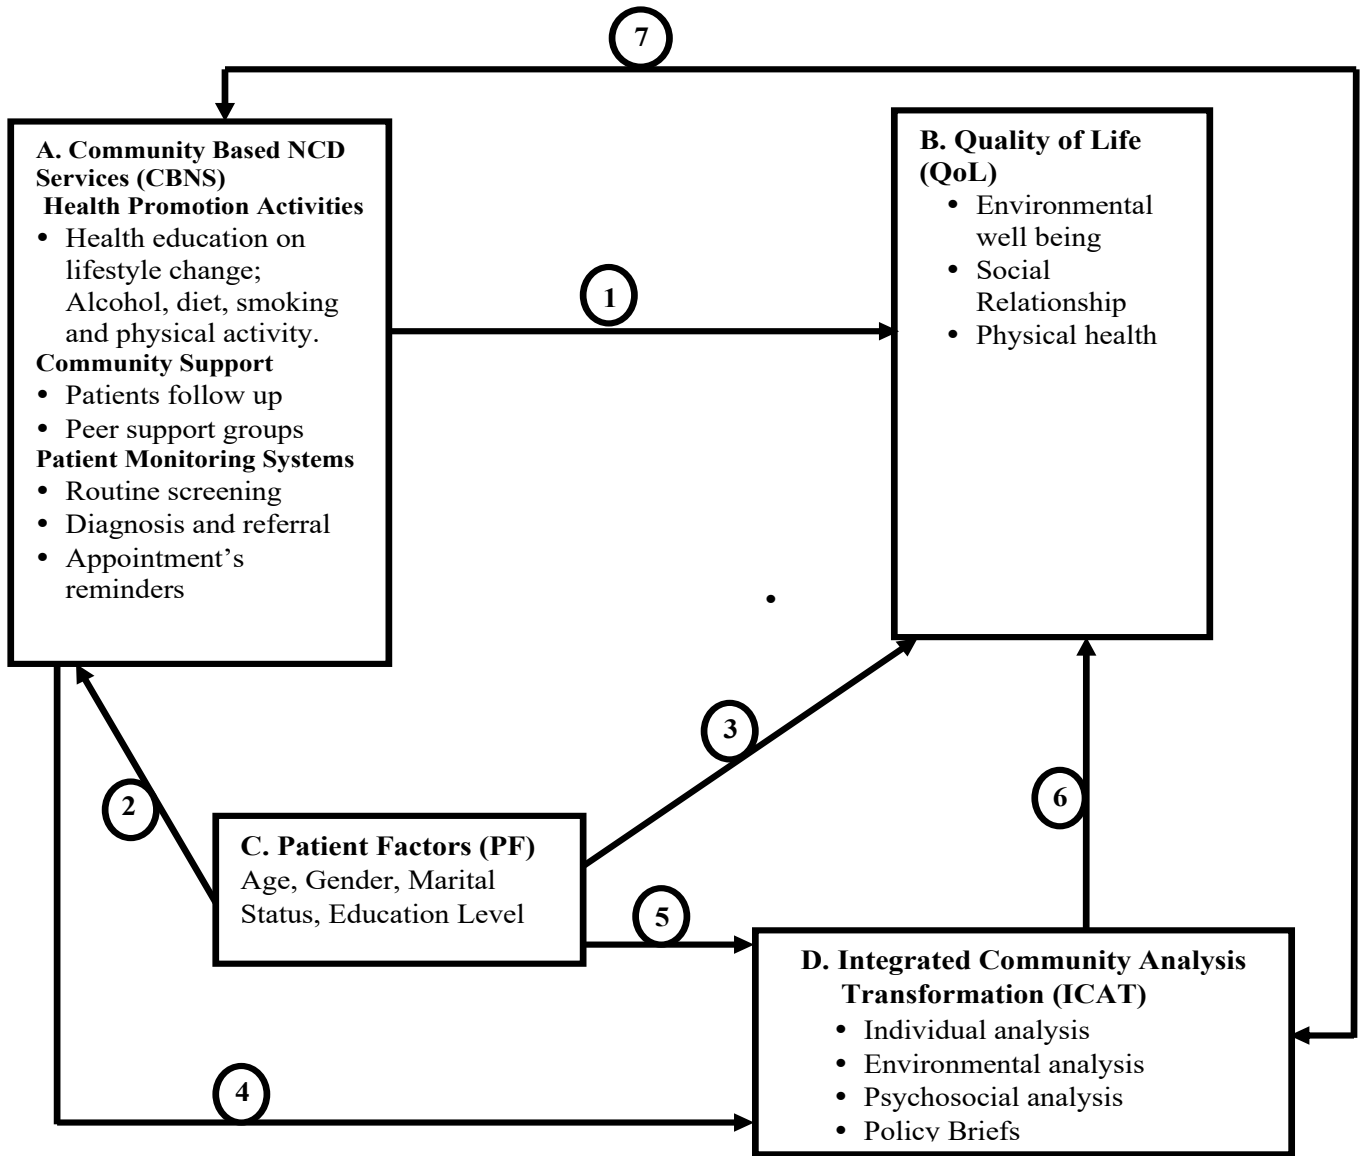 7
A. Community Based NCD
Services (CBNS)
Health Promotion Activities
• Health education on
lifestyle change;
Alcohol, diet, smoking
and physical activity.
Community Support
• Patients follow up
• Peer support groups
Patient Monitoring Systems
• Routine screening
• Diagnosis and referral
• Appointment’s
reminders
1
B. Quality of Life
(QoL)
• Environmental
well being
• Social
Relationship
• Physical health
•
2
3
6
C. Patient Factors (PF)
Age, Gender, Marital
Status, Education Level
5
4
D. Integrated Community Analysis
Transformation (ICAT)
• Individual analysis
• Environmental analysis
• Psychosocial analysis
• Policy Briefs